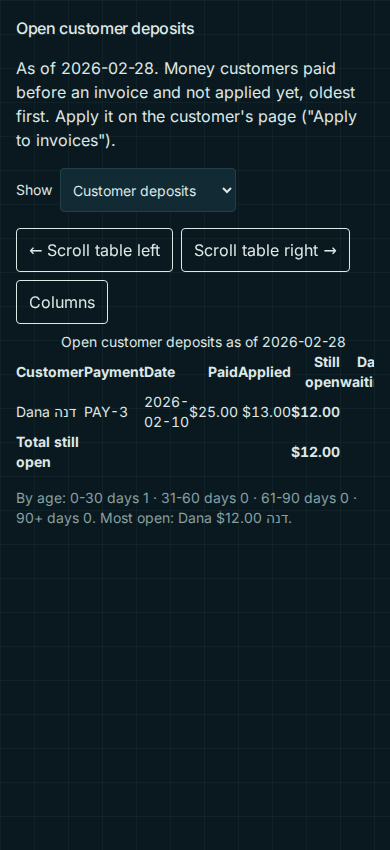 Open customer deposits
As of 2026-02-28. Money customers paid
before an invoice and not applied yet, oldest
first. Apply it on the customer's page ("Apply
to invoices").
Show Customer deposits
← Scroll table left Scroll table right →
Columns
Open customer deposits as of 2026-02-28
Customer Payment Date Paid Applied Still open
Dana דנה PAY-3 2026-02-10 $25.00 $13.00 $12.00
Total still open $12.00
By age: 0-30 days 1 · 31-60 days 0 · 61-90 days 0 ·
90+ days 0. Most open: Dana דנה $12.00.